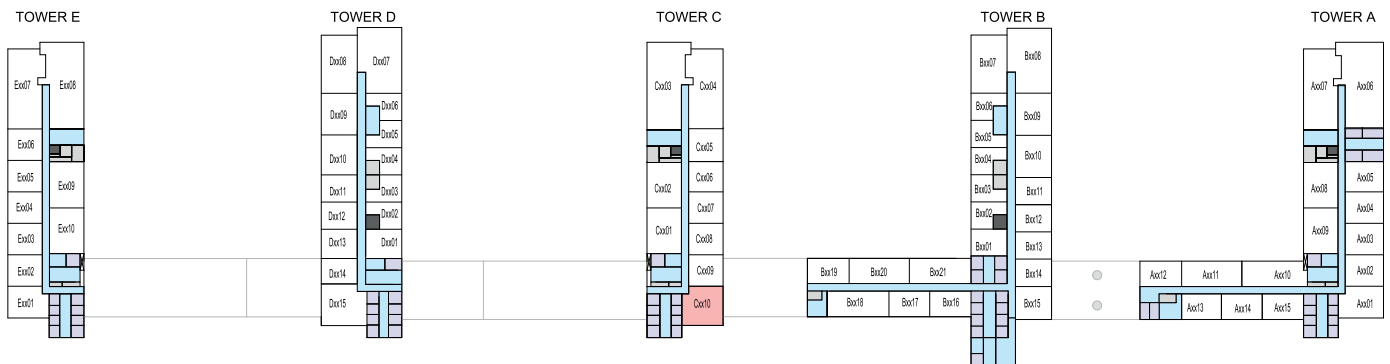 TOWER E
TOWER D
TOWER C
TOWER B
TOWER A
Exx07
Exx08
Exx06
Exx05
Exx09
Exx04
Exx03
Exx10
Exx02
Exx01
Dxx08
Dxx07
Dxx09
Dxx06
Dxx05
Dxx10
Dxx04
Dxx11
Dxx03
Dxx12
Dxx02
Dxx13
Dxx01
Dxx14
Dxx15
Cxx03
Cxx04
Cxx05
Cxx02
Cxx06
Cxx07
Cxx01
Cxx08
Cxx09
Cxx10
Bxx07
Bxx08
Bxx06
Bxx09
Bxx05
Bxx04
Bxx10
Bxx03
Bxx11
Bxx02
Bxx12
Bxx01
Bxx13
Bxx19
Bxx20
Bxx21
Bxx14
Bxx18
Bxx17
Bxx16
Bxx15
Axx07
Axx06
Axx05
Axx08
Axx04
Axx09
Axx03
Axx12
Axx11
Axx10
Axx02
Axx13
Axx14
Axx15
Axx01